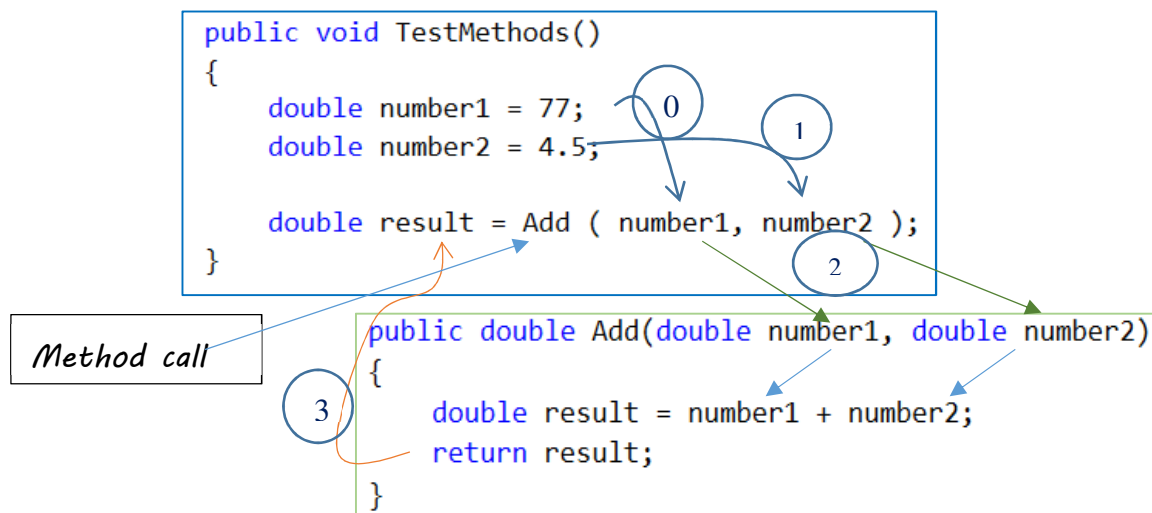 public void TestMethods()
{
double number1 = 77;
0
double number2 = 4.5;
1
double result = Add ( number1, number2 );
}
2
Method call
public double Add(double number1, double number2)
{
double result = number1 + number2;
3
return result;
}